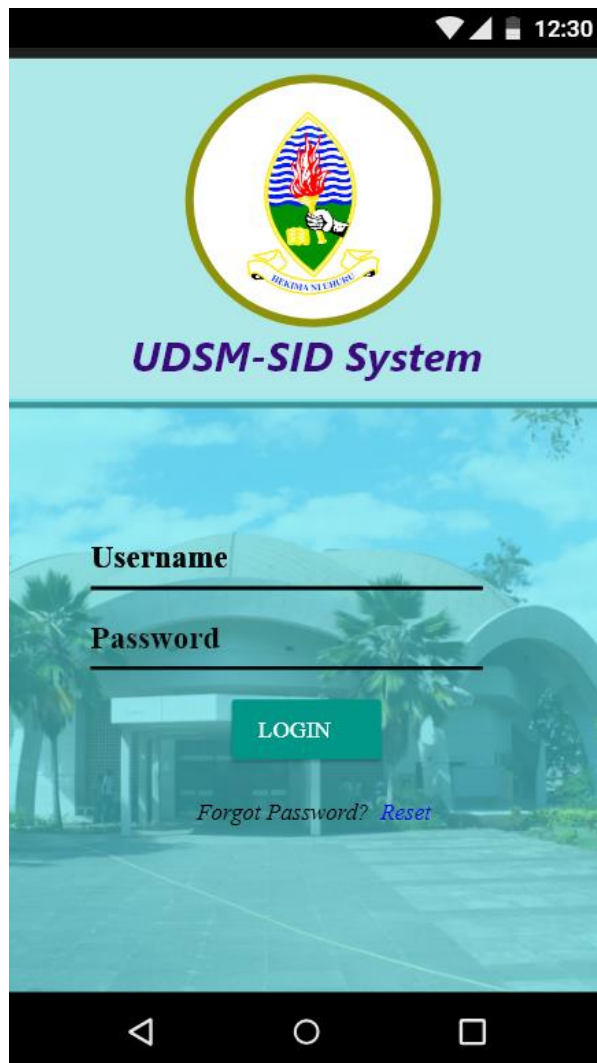 12:30
HEKIMA NI UHURU
UDSM-SID System
Username
Password
LOGIN
Forgot Password? Reset